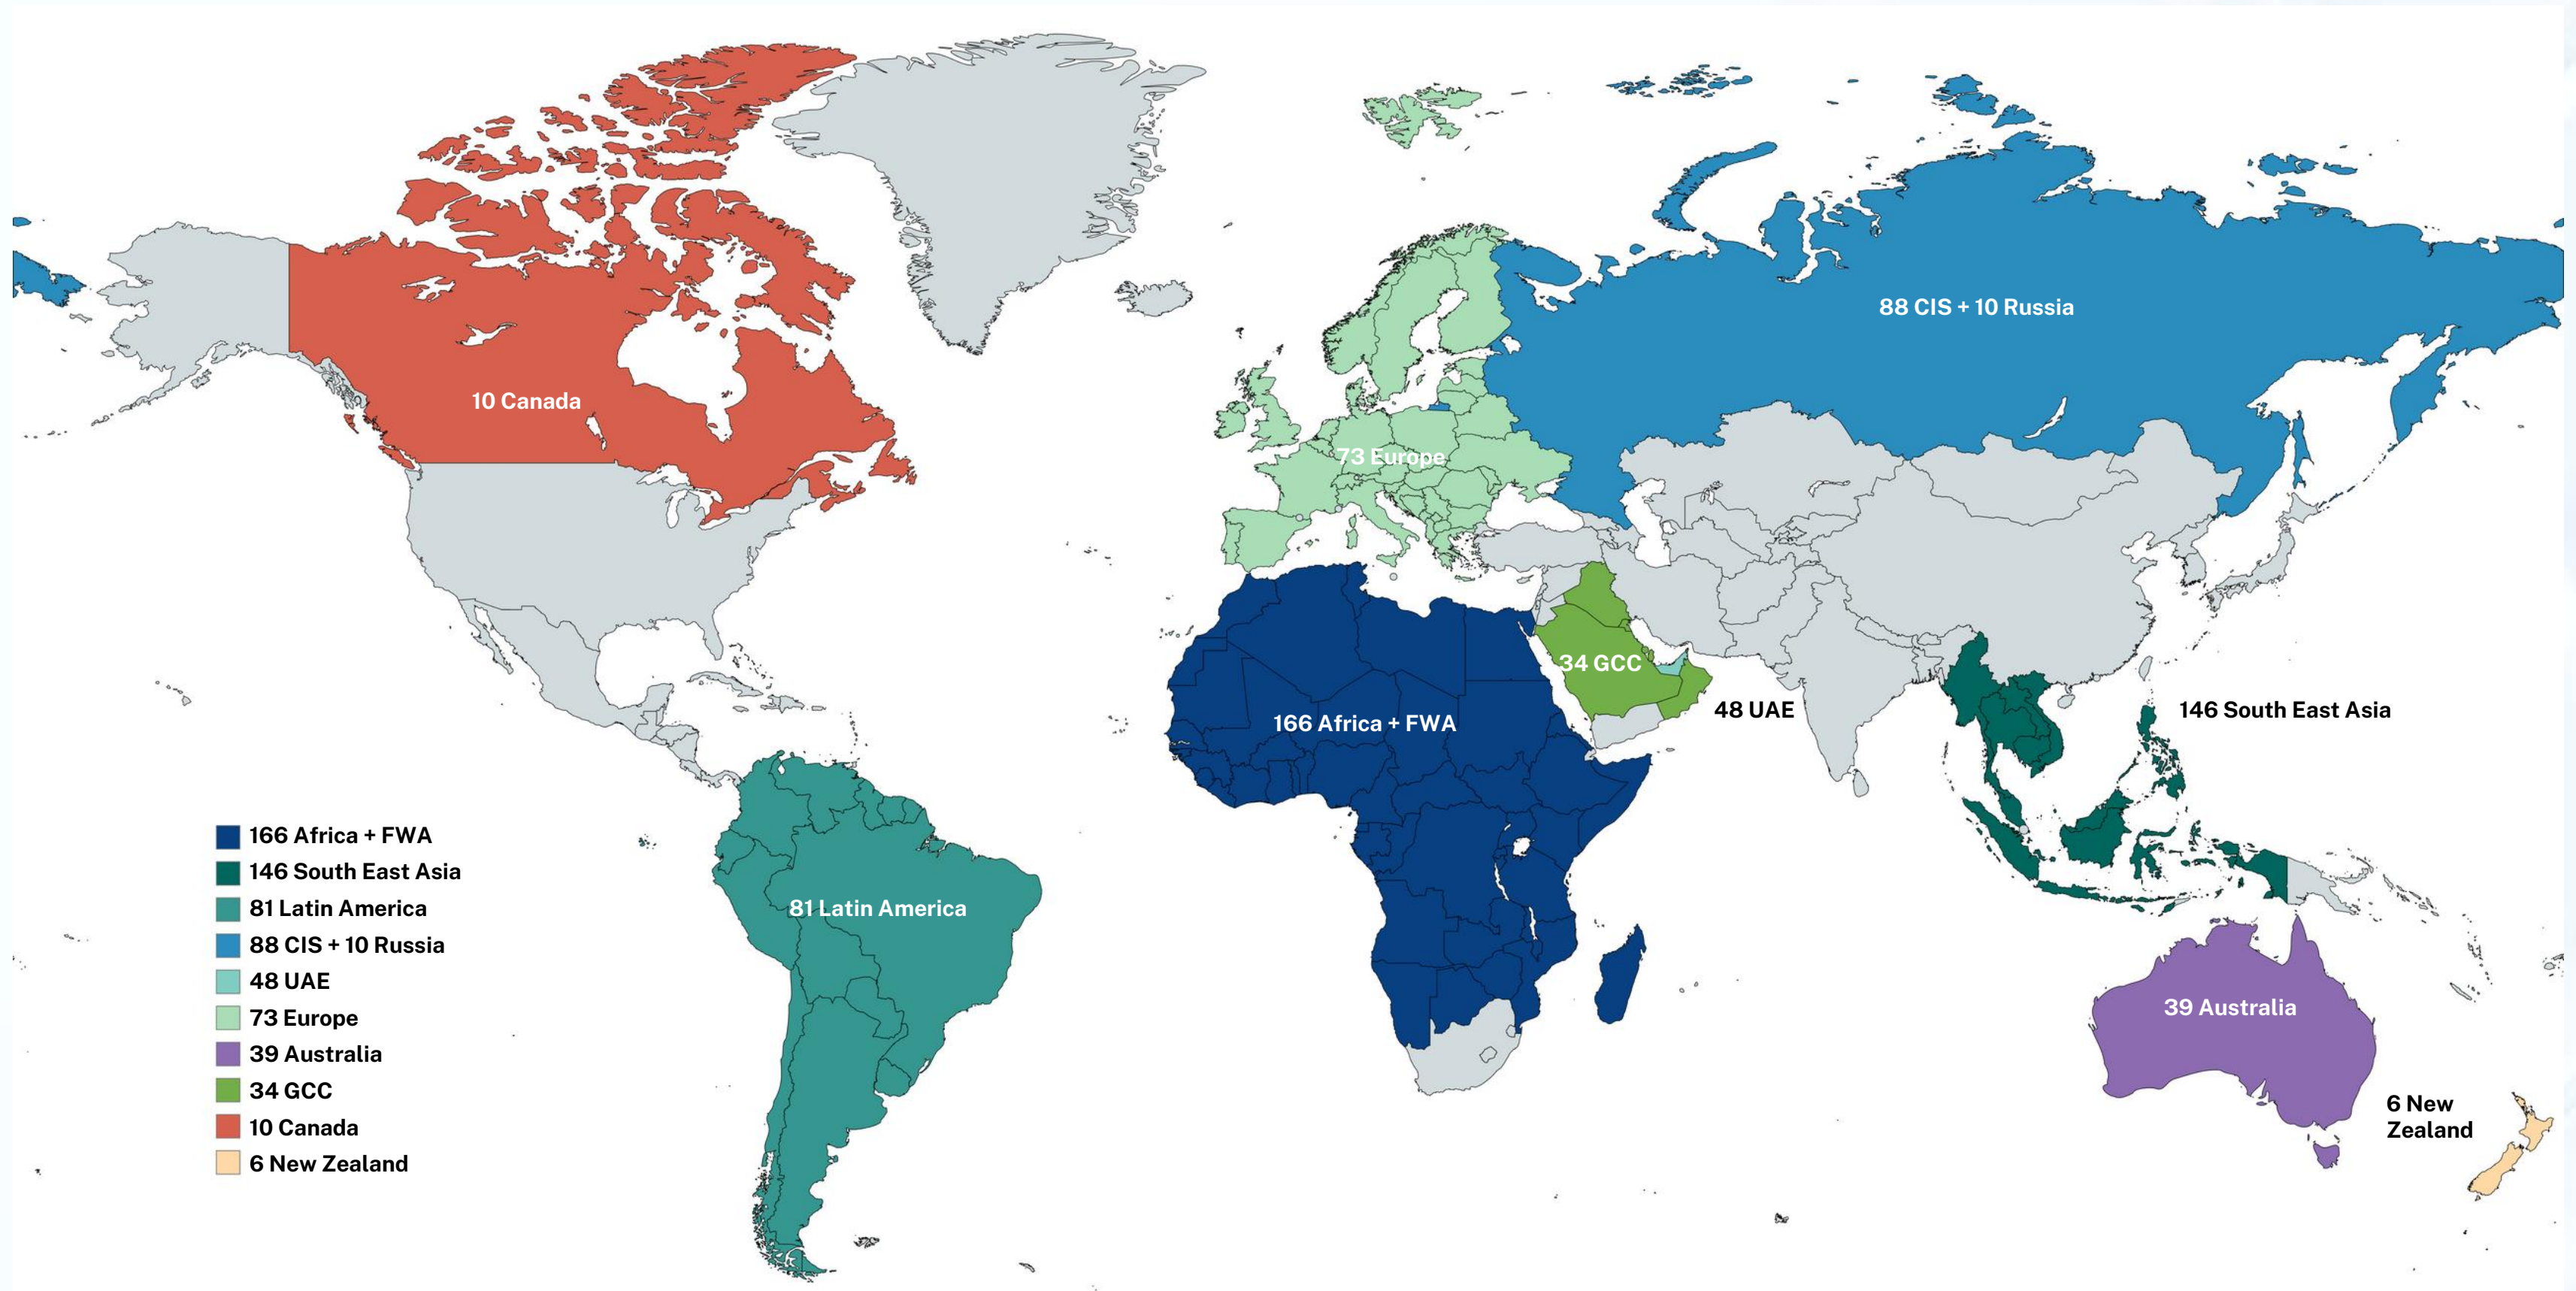 88 CIS + 10 Russia
10 Canada
73 Europe
34 GCC
48 UAE
146 South East Asia
166 Africa + FWA
81 Latin America
39 Australia
6 New
Zealand
166 Africa + FWA
146 South East Asia
81 Latin America
88 CIS + 10 Russia
48 UAE
73 Europe
39 Australia
34 GCC
10 Canada
6 New Zealand